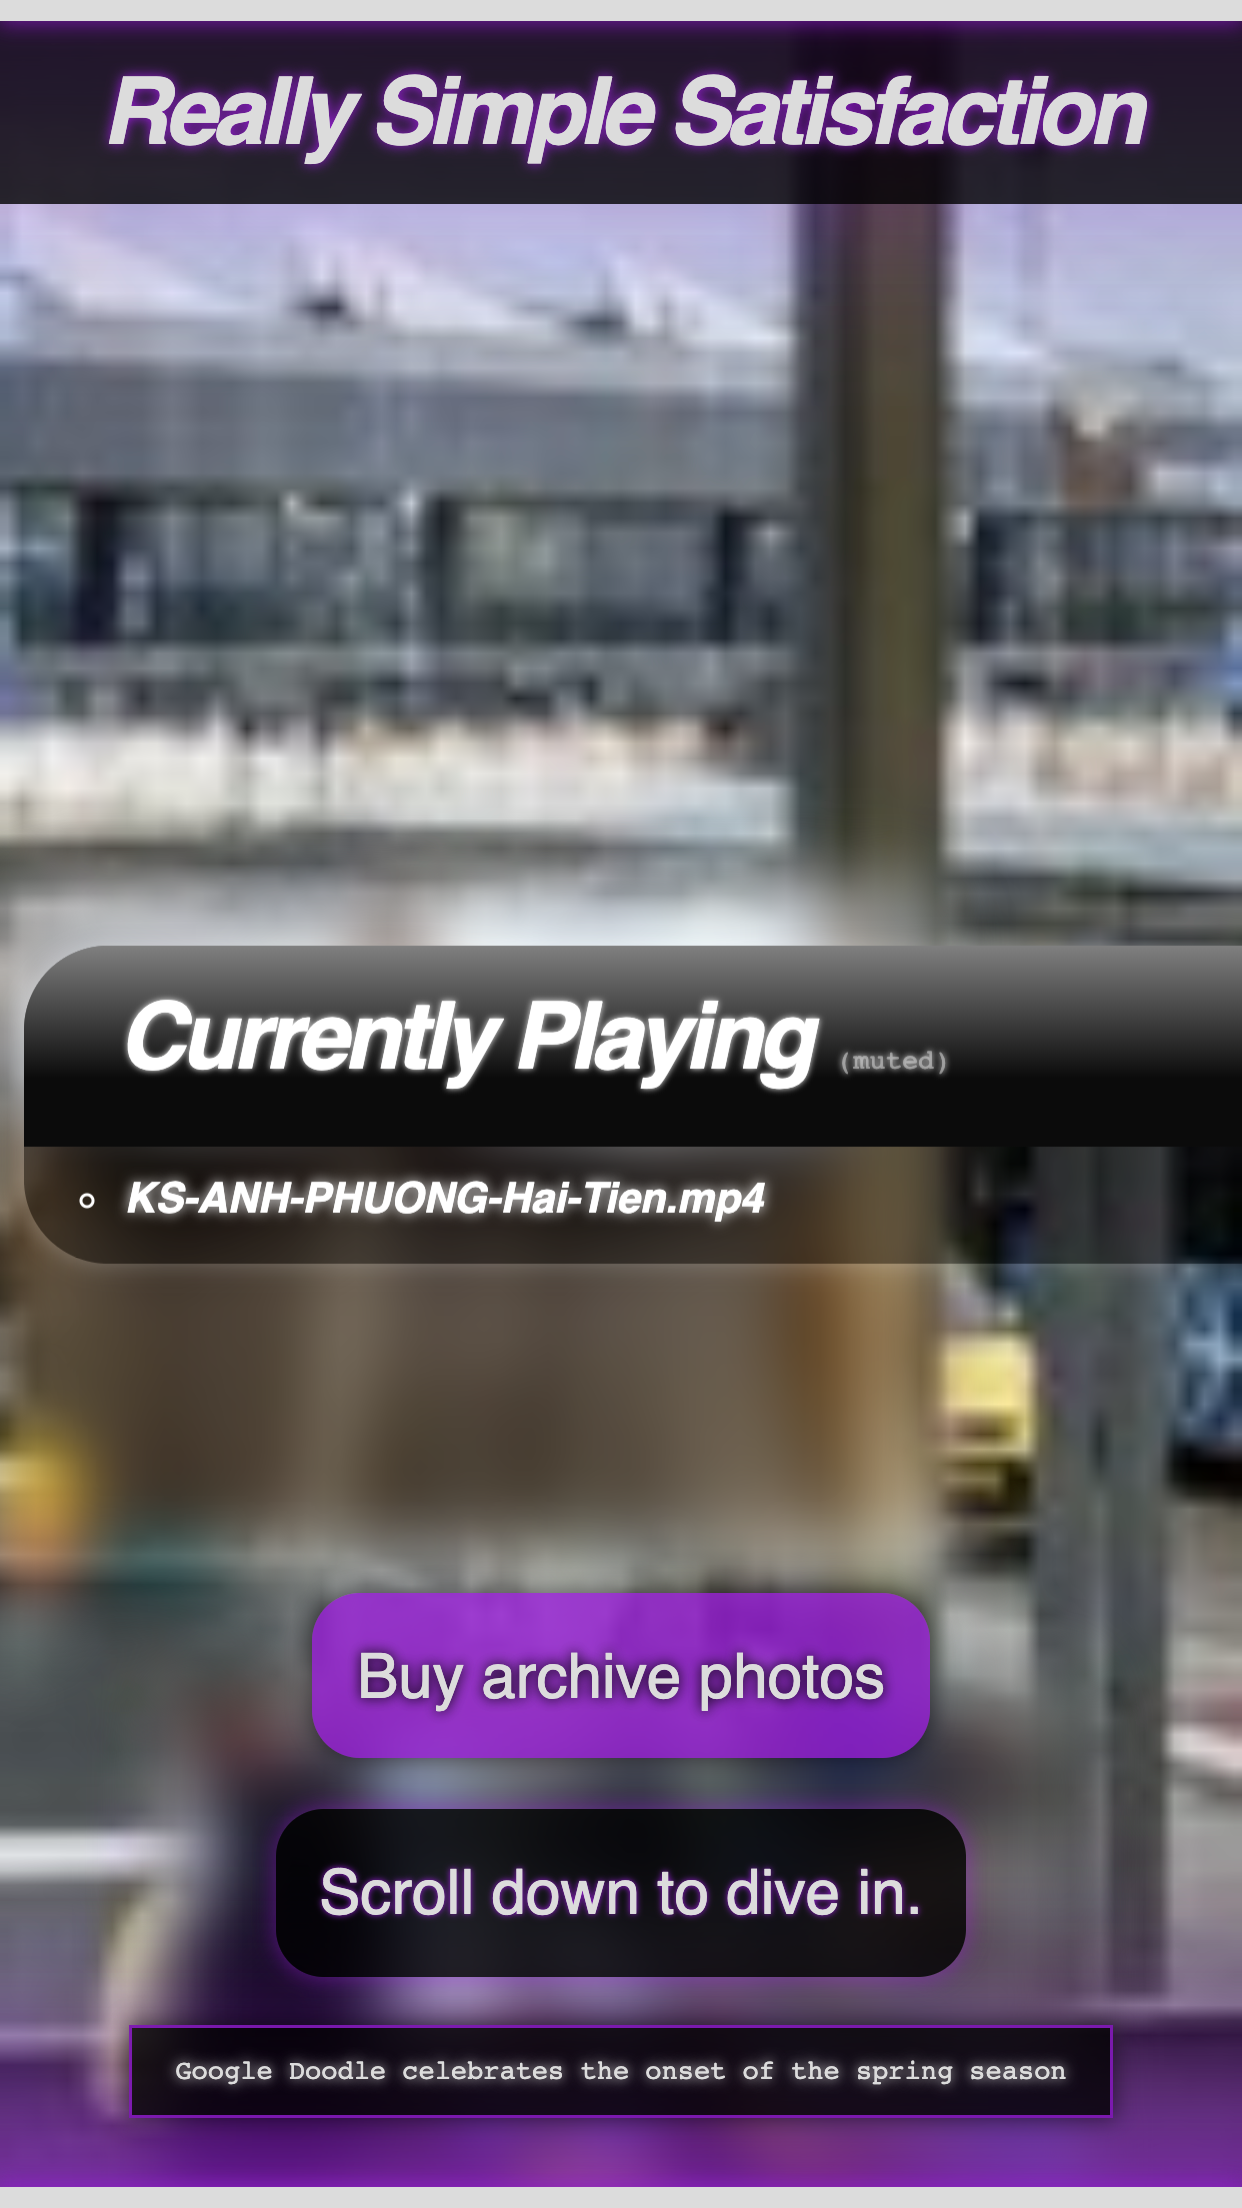 Really Simple Satisfaction
Currently Playing (muted)
KS-ANH-PHUONG-Hai-Tien.mp4
Buy archive photos
Scroll down to dive in.
Google Doodle celebrates the onset of the spring season